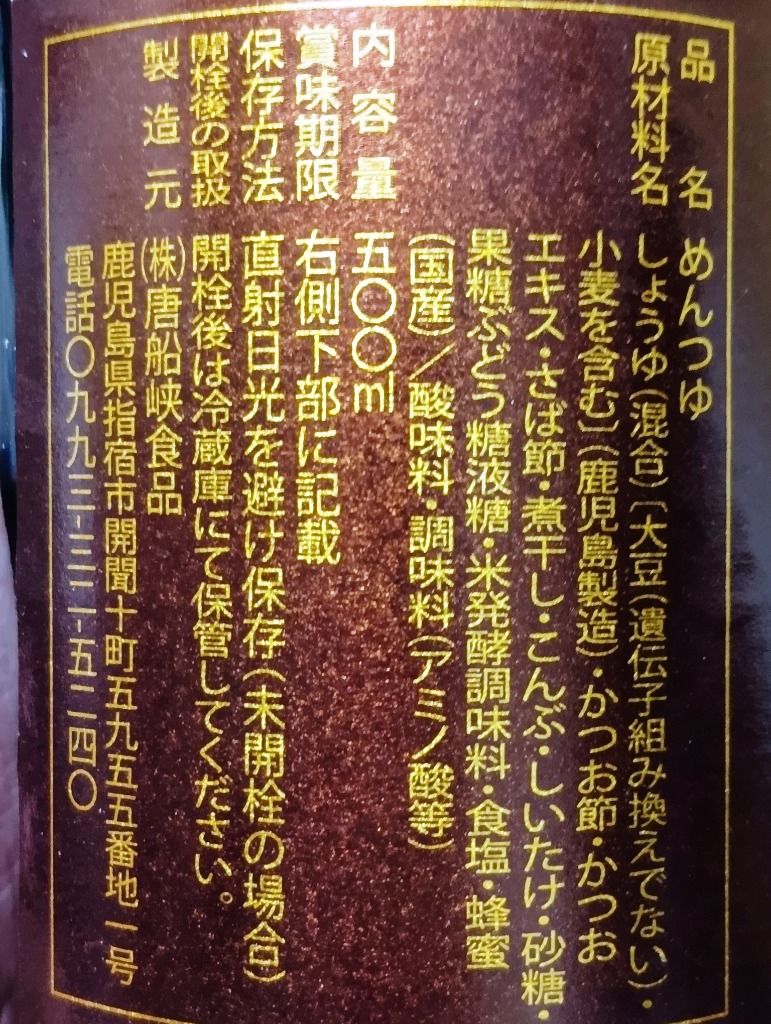 品名 めんつゆ
原材料名 しょうゆ(混合)〔大豆(遺伝子組み換えでない)・
小麦を含む〕(鹿児島製造)・かつお節・かつお
エキス・さば節・煮干し・こんぶ・しいたけ・砂糖・
果糖ぶどう糖液糖・米発酵調味料・食塩・蜂蜜
(国産)／酸味料・調味料(アミノ酸等)
内容量 五〇〇ml
賞味期限 右側下部に記載
保存方法 直射日光を避け保存(未開栓の場合)
開栓後の取扱 開栓後は冷蔵庫にて保管してください。
製造元 (株)唐船峡食品
鹿児島県指宿市開聞十町五九五五番地一号
電話〇九九三-三二-五二四〇